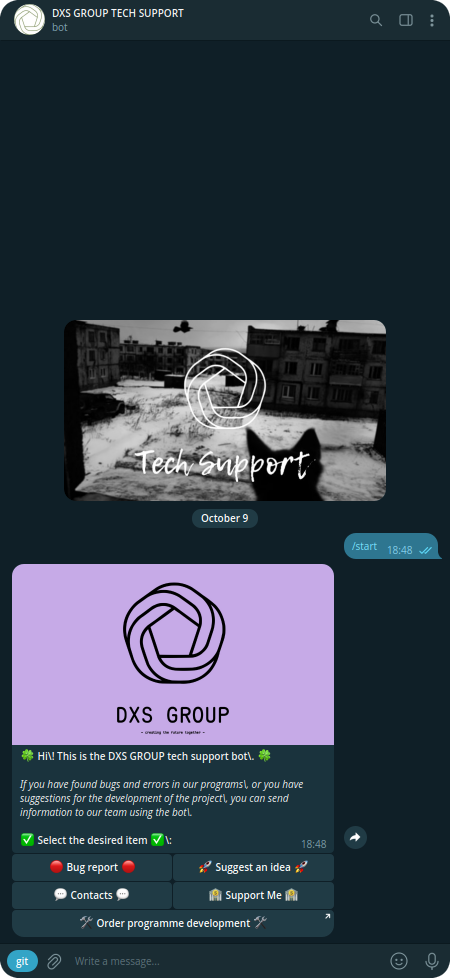 DXS GROUP TECH SUPPORT
bot
Tech Support
October 9
/start 18:48
DXS GROUP
- creating the future together -
🍀 Hi\! This is the DXS GROUP tech support bot\. 🍀
If you have found bugs and errors in our programs\, or you have
suggestions for the development of the project\, you can send
information to our team using the bot\.
✅ Select the desired item ✅\:
18:48
🔴 Bug report 🔴
🚀 Suggest an idea 🚀
💬 Contacts 💬
🏦 Support Me 🏦
🛠 Order programme development 🛠
git
Write a message...